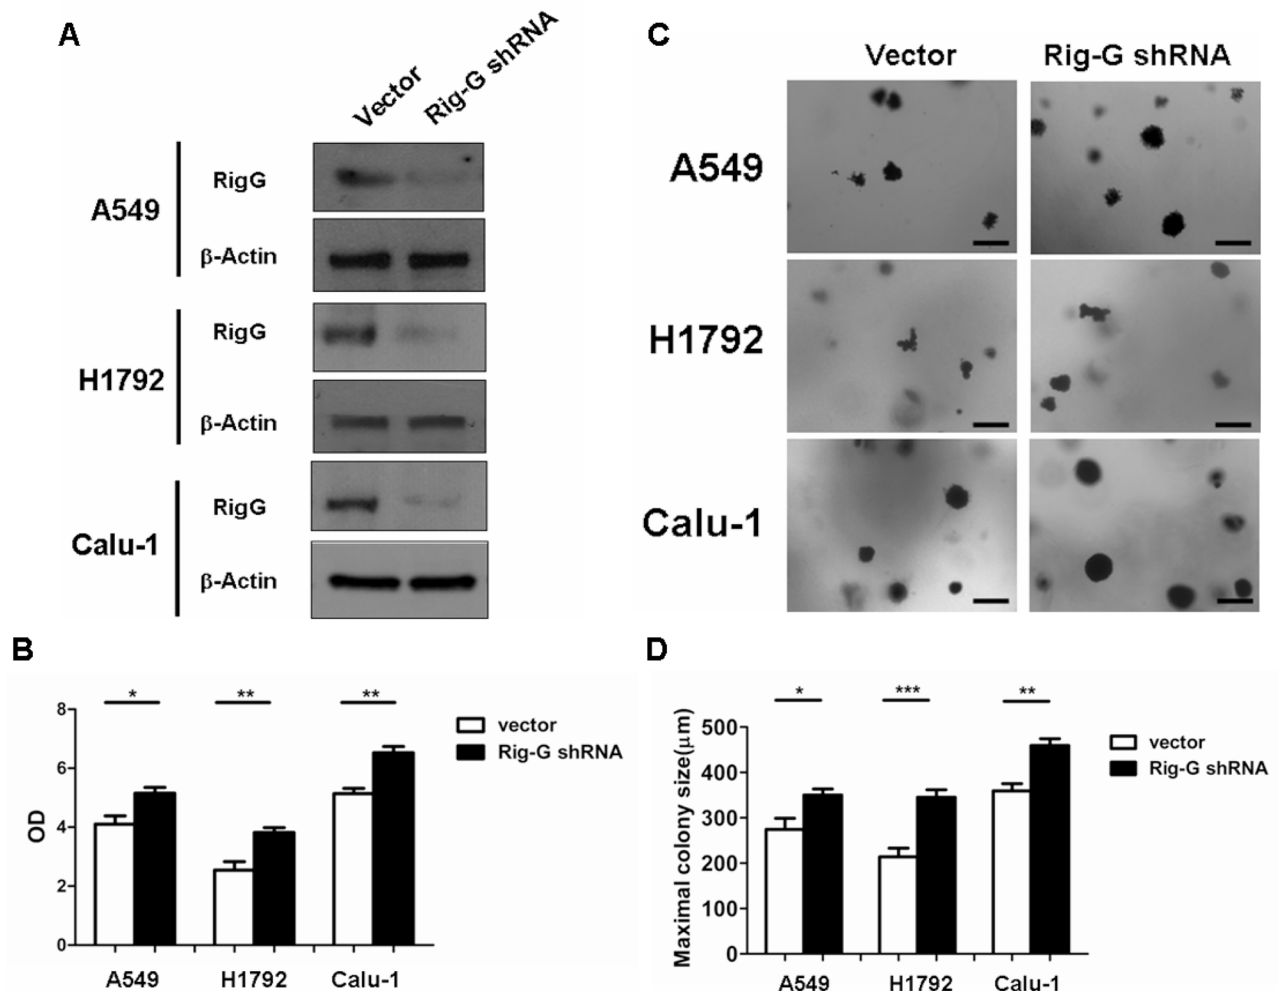 A
Vector
Rig-G shRNA
A549
RigG
β-Actin
H1792
RigG
β-Actin
Calu-1
RigG
β-Actin
C
Vector
Rig-G shRNA
A549
H1792
Calu-1
B
OD
8
6
4
2
0
*
**
**
vector
Rig-G shRNA
A549
H1792
Calu-1
D
Maximal colony size(μm)
500
400
300
200
100
0
*
***
**
vector
Rig-G shRNA
A549
H1792
Calu-1